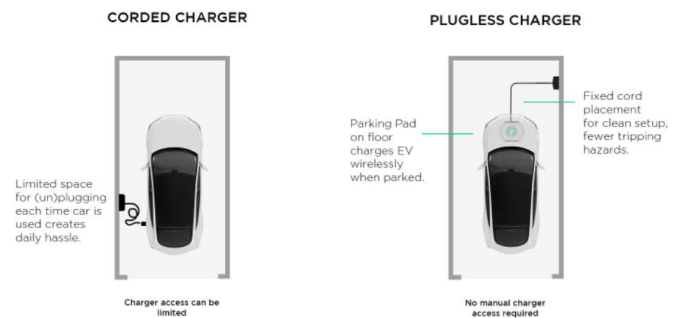 CORDED CHARGER
Limited space
for (un)plugging
each time car is
used creates
daily hassle.
Charger access can be
limited
PLUGLESS CHARGER
Parking Pad
on floor
charges EV
wirelessly
when parked.
Fixed cord
placement
for clean setup,
fewer tripping
hazards.
No manual charger
access required